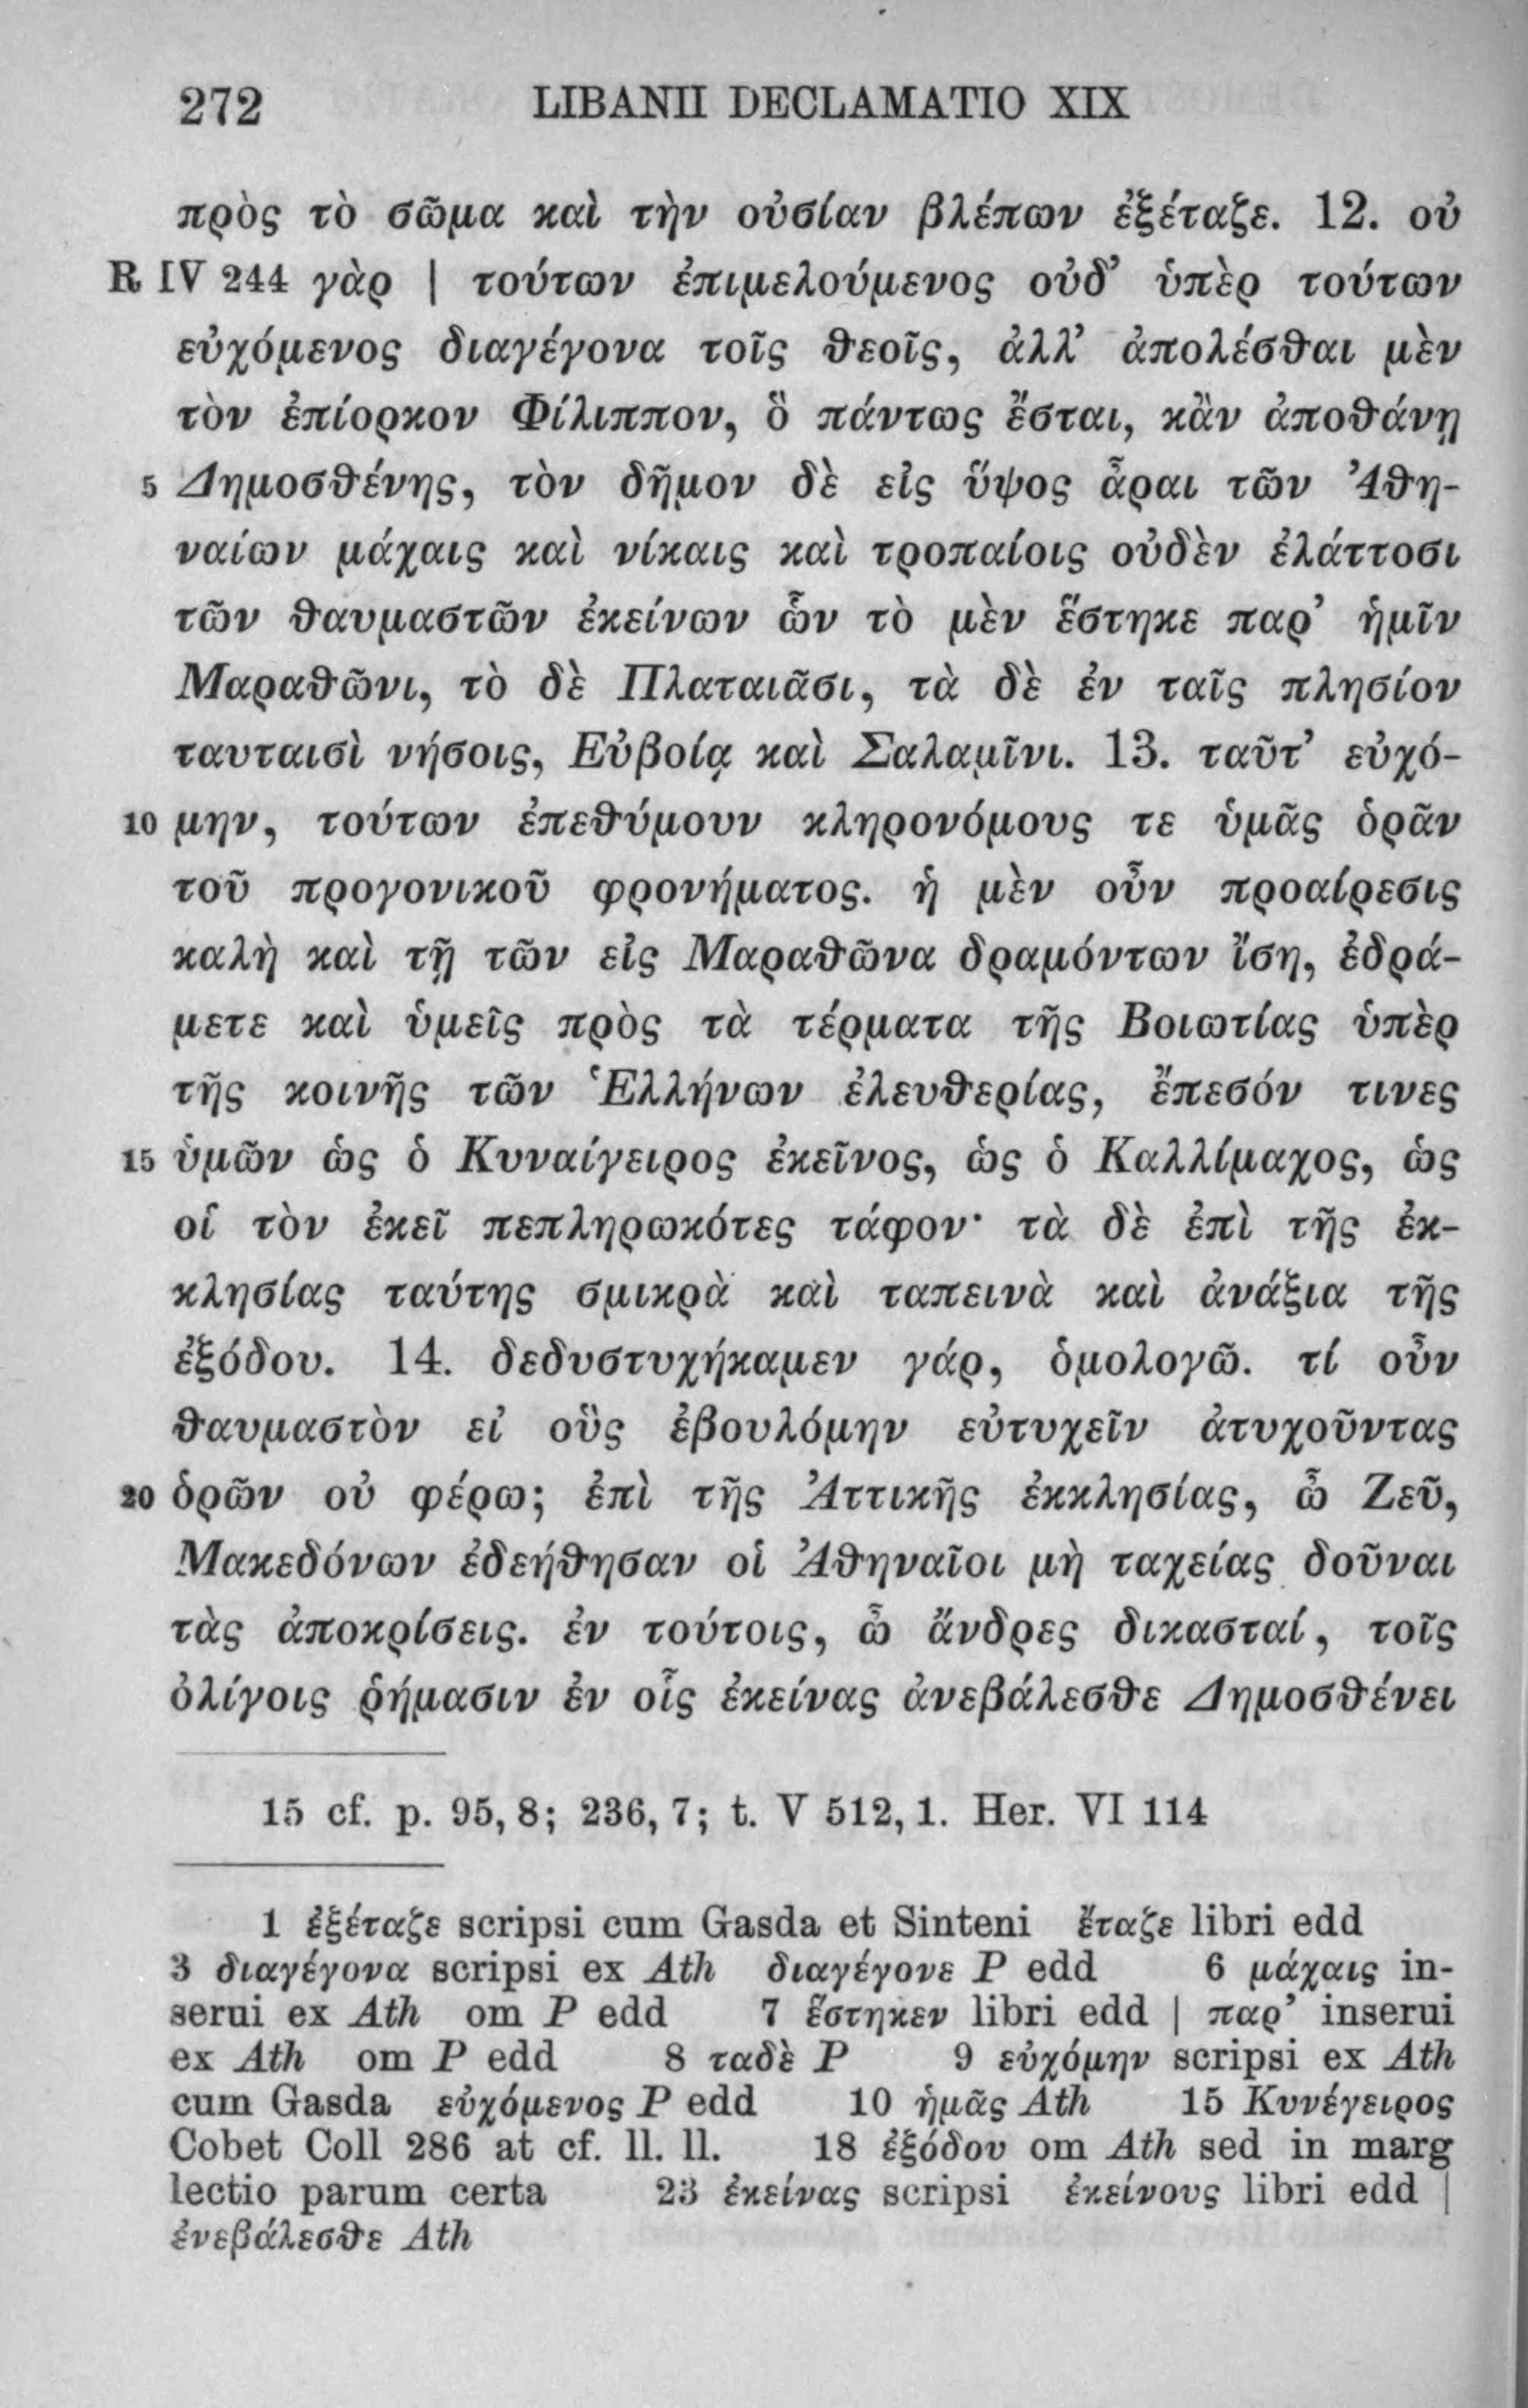 272 LIBANII DECLAMATIO XIX
πρὸς τὸ σῶμα καὶ τὴν οὐσίαν βλέπων ἐξέταζε. 12. οὐ
R IV 244 γὰρ | τούτων ἐπιμελούμενος οὐδ’ ὑπὲρ τούτων
εὐχόμενος διαγέγονα τοῖς θεοῖς, ἀλλ’ ἀπολέσθαι μὲν
τὸν ἐπίορκον Φίλιππον, ὃ πάντως ἔσται, κἂν ἀποθάνῃ
5 Δημοσθένης, τὸν δῆμον δὲ εἰς ὕψος ἆραι τῶν Ἀθη-
ναίων μάχαις καὶ νίκαις καὶ τροπαίοις οὐδὲν ἐλάττοσι
τῶν θαυμαστῶν ἐκείνων ὧν τὸ μὲν ἕστηκε παρ’ ἡμῖν
Μαραθῶνι, τὸ δὲ Πλαταιᾶσι, τὰ δὲ ἐν ταῖς πλησίον
ταυταισὶ νήσοις, Εὐβοίᾳ καὶ Σαλαμῖνι. 13. ταῦτ’ εὐχό-
10 μην, τούτων ἐπεθύμουν κληρονόμους τε ὑμᾶς ὁρᾶν
τοῦ προγονικοῦ φρονήματος. ἡ μὲν οὖν προαίρεσις
καλὴ καὶ τῇ τῶν εἰς Μαραθῶνα δραμόντων ἴση, ἐδρά-
μετε καὶ ὑμεῖς πρὸς τὰ τέρματα τῆς Βοιωτίας ὑπὲρ
τῆς κοινῆς τῶν Ἑλλήνων ἐλευθερίας, ἔπεσόν τινες
15 ὑμῶν ὡς ὁ Κυναίγειρος ἐκεῖνος, ὡς ὁ Καλλίμαχος, ὡς
οἱ τὸν ἐκεῖ πεπληρωκότες τάφον· τὰ δὲ ἐπὶ τῆς ἐκ-
κλησίας ταύτης σμικρὰ καὶ ταπεινὰ καὶ ἀνάξια τῆς
ἐξόδου. 14. δεδυστυχήκαμεν γάρ, ὁμολογῶ. τί οὖν
θαυμαστὸν εἰ οὓς ἐβουλόμην εὐτυχεῖν ἀτυχοῦντας
20 ὁρῶν οὐ φέρω; ἐπὶ τῆς Ἀττικῆς ἐκκλησίας, ὦ Ζεῦ,
Μακεδόνων ἐδεήθησαν οἱ Ἀθηναῖοι μὴ ταχείας δοῦναι
τὰς ἀποκρίσεις. ἐν τούτοις, ὦ ἄνδρες δικασταί, τοῖς
ὀλίγοις ῥήμασιν ἐν οἷς ἐκείνας ἀνεβάλεσθε Δημοσθένει
15 cf. p. 95, 8; 236, 7; t. V 512, 1. Her. VI 114
1 ἐξέταζε scripsi cum Gasda et Sinteni ἔταζε libri edd
3 διαγέγονα scripsi ex Ath διαγέγονε P edd 6 μάχαις in-
serui ex Ath om P edd 7 ἕστηκεν libri edd | παρ’ inserui
ex Ath om P edd 8 ταδὲ P 9 εὐχόμην scripsi ex Ath
cum Gasda εὐχόμενος P edd 10 ἡμᾶς Ath 15 Κυνέγειρος
Cobet Coll 286 at cf. ll. ll. 18 ἐξόδου om Ath sed in marg
lectio parum certa 23 ἐκείνας scripsi ἐκείνους libri edd |
ἐνεβάλεσθε Ath